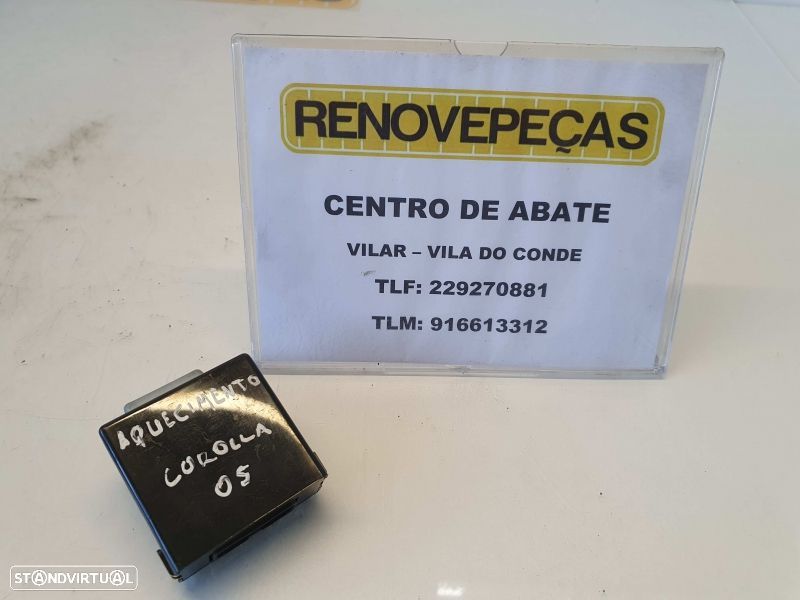 RENOVEPEÇAS
CENTRO DE ABATE
VILAR – VILA DO CONDE
TLF: 229270881
TLM: 916613312
AQUECIMENTO
COROLLA
05
STANDVIRTUAL